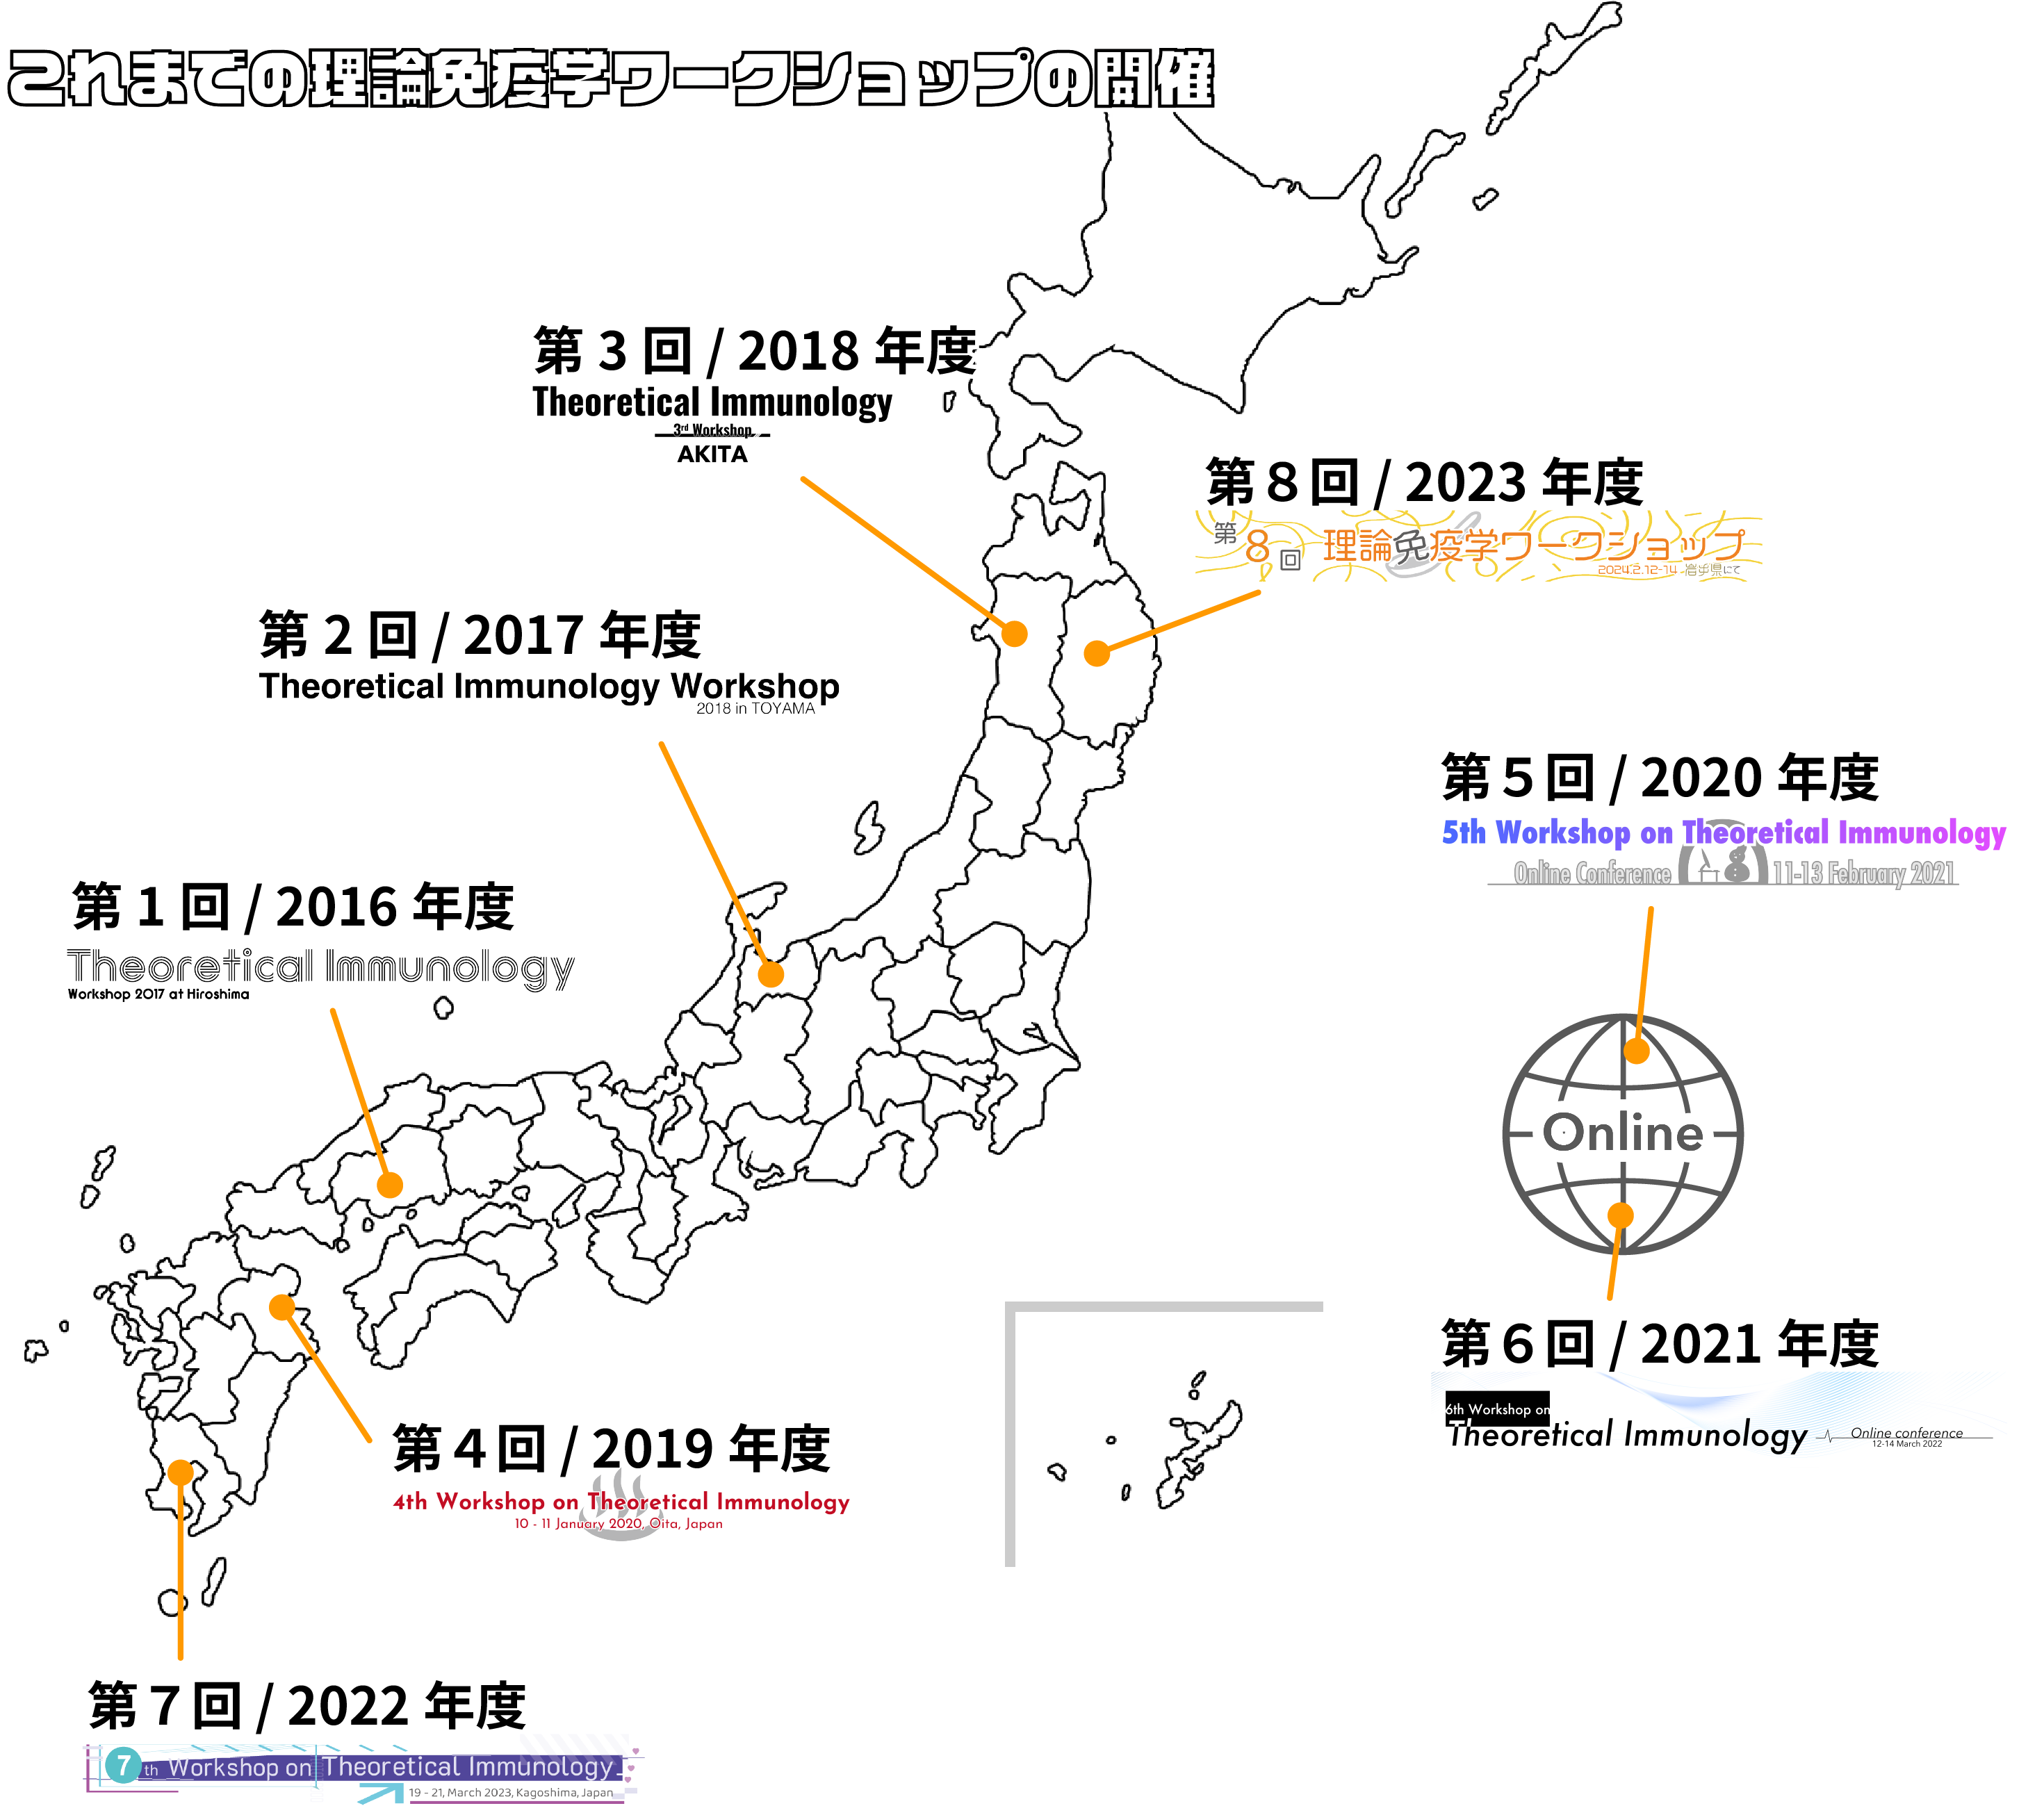 これまでの理論免疫学ワークショップの開催
第3回 / 2018 年度
Theoretical Immunology
3rd Workshop
AKITA
第8回 / 2023 年度
第8回 理論免疫学ワークショップ
2024.2.12-14 岩手県にて
第2回 / 2017 年度
Theoretical Immunology Workshop
2018 in TOYAMA
第5回 / 2020 年度
5th Workshop on Theoretical Immunology
Online Conference 11-13 February 2021
第1回 / 2016 年度
Theoretical Immunology
Workshop 2017 at Hiroshima
Online
第6回 / 2021 年度
6th Workshop on
Theoretical Immunology
Online conference
12-14 March 2022
第4回 / 2019 年度
4th Workshop on Theoretical Immunology
10 - 11 January 2020, Oita, Japan
第7回 / 2022 年度
7th Workshop on Theoretical Immunology
19 - 21, March 2023, Kagoshima, Japan